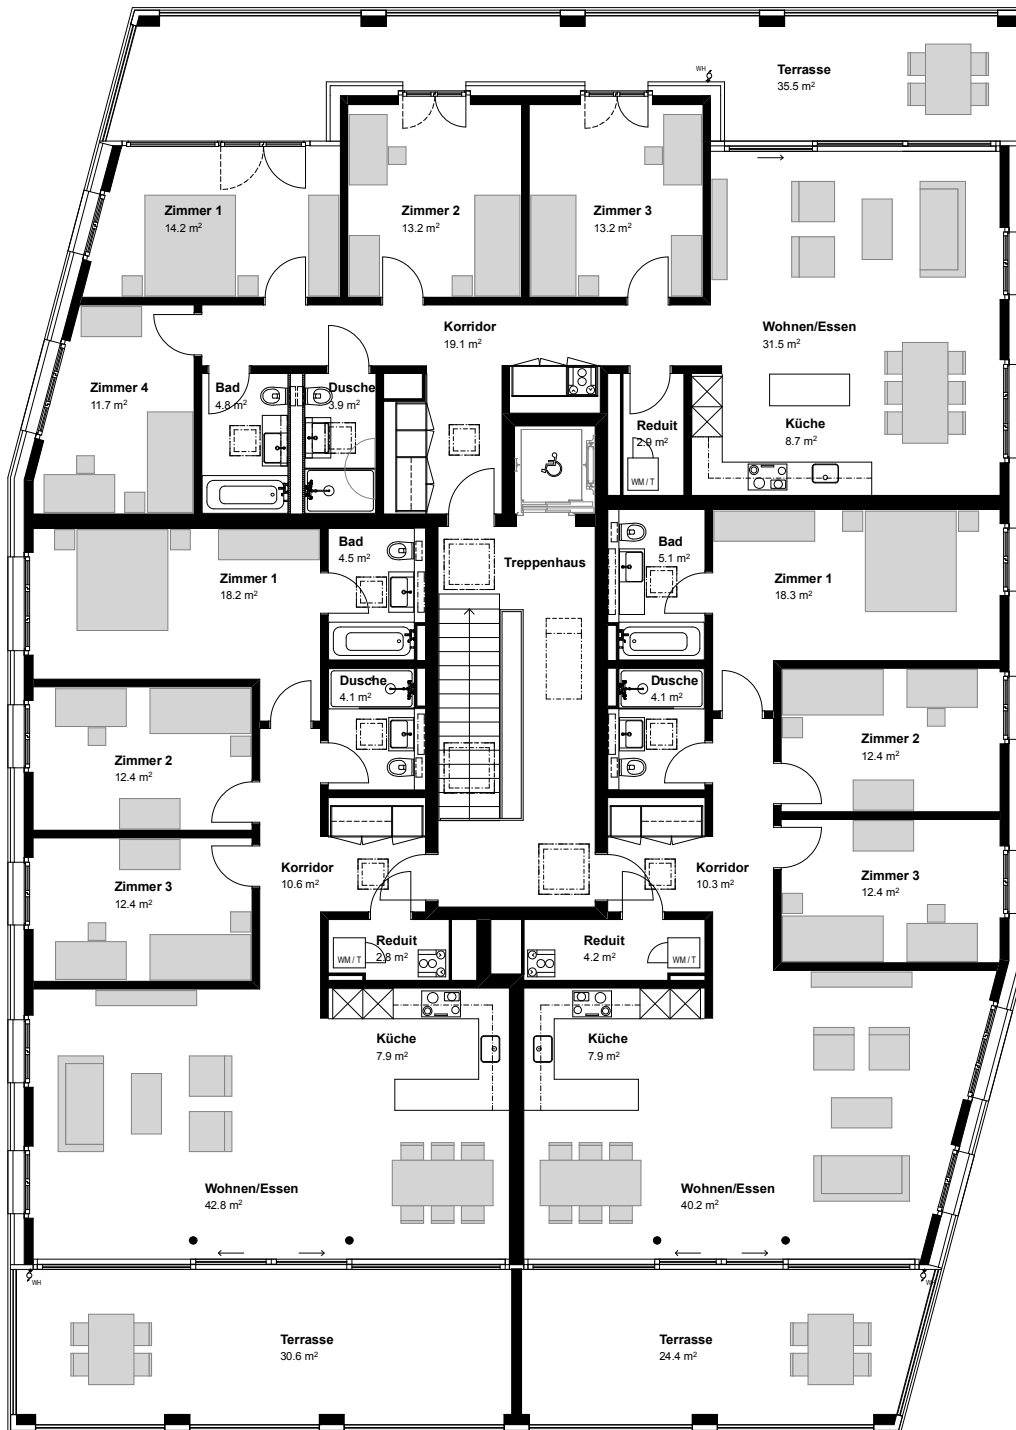 WH
Terrasse
35.5 m²
Zimmer 1
14.2 m²
Zimmer 2
13.2 m²
Zimmer 3
13.2 m²
Korridor
19.1 m²
Wohnen/Essen
31.5 m²
Zimmer 4
11.7 m²
Bad
4.8 m²
Dusche
3.9 m²
Reduit
2.9 m²
WM / T
Küche
8.7 m²
Treppenhaus
Bad
4.5 m²
Zimmer 1
18.2 m²
Bad
5.1 m²
Zimmer 1
18.3 m²
Dusche
4.1 m²
Dusche
4.1 m²
Zimmer 2
12.4 m²
Zimmer 2
12.4 m²
Korridor
10.6 m²
Korridor
10.3 m²
Zimmer 3
12.4 m²
Zimmer 3
12.4 m²
Reduit
2.8 m²
WM / T
Reduit
4.2 m²
WM / T
Küche
7.9 m²
Küche
7.9 m²
Wohnen/Essen
42.8 m²
Wohnen/Essen
40.2 m²
WH
WH
Terrasse
30.6 m²
Terrasse
24.4 m²